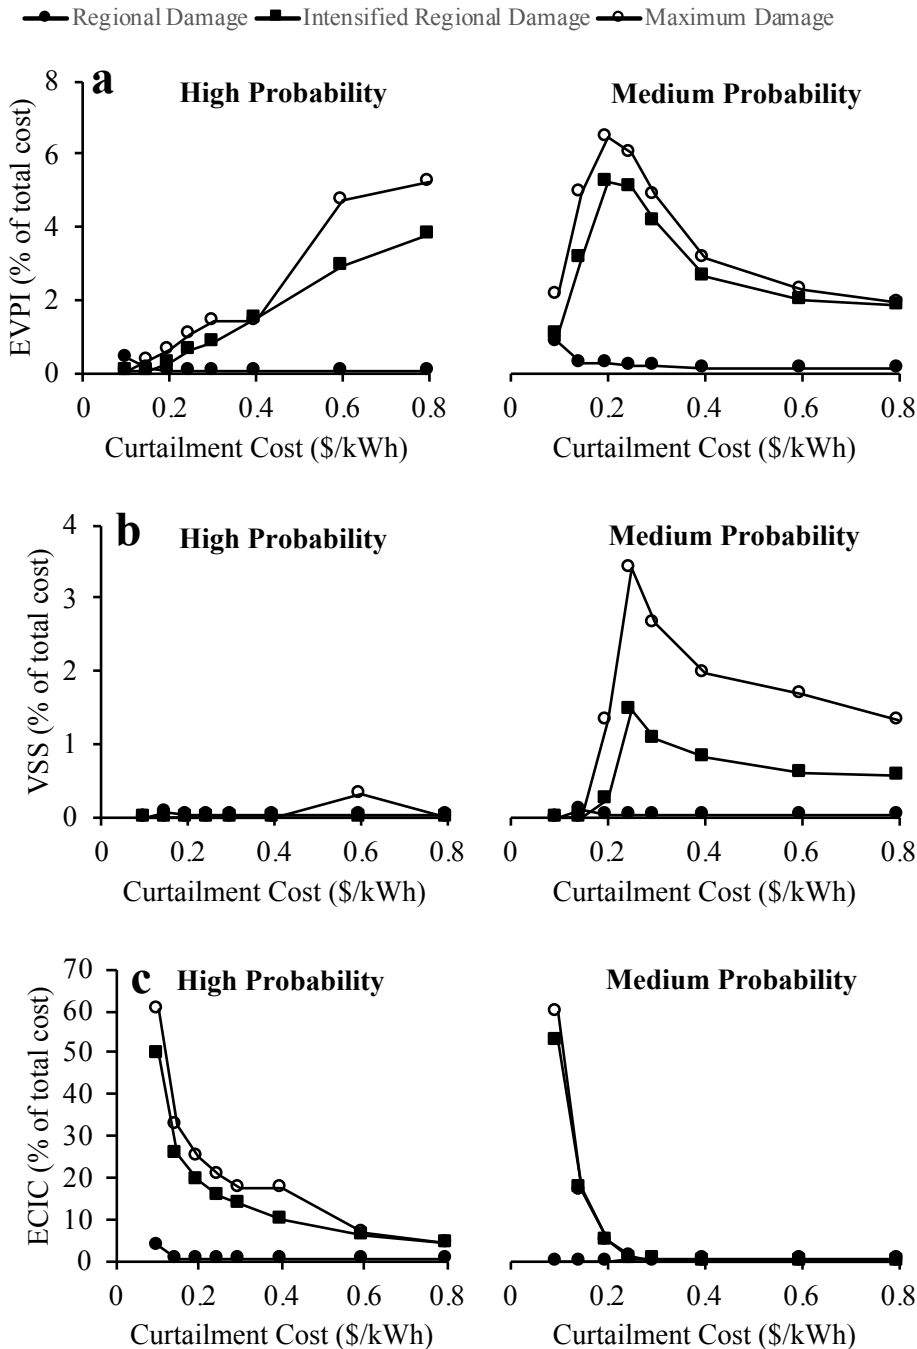 Regional Damage Intensified Regional Damage Maximum Damage
a
High Probability
Medium Probability
EVPI (% of total cost)
8
6
4
2
0
0 0.2 0.4 0.6 0.8
0 0.2 0.4 0.6 0.8
Curtailment Cost ($/kWh)
Curtailment Cost ($/kWh)
b
High Probability
Medium Probability
VSS (% of total cost)
4
3
2
1
0
0 0.2 0.4 0.6 0.8
0 0.2 0.4 0.6 0.8
Curtailment Cost ($/kWh)
Curtailment Cost ($/kWh)
c
High Probability
Medium Probability
ECIC (% of total cost)
70
60
50
40
30
20
10
0
0 0.2 0.4 0.6 0.8
0 0.2 0.4 0.6 0.8
Curtailment Cost ($/kWh)
Curtailment Cost ($/kWh)